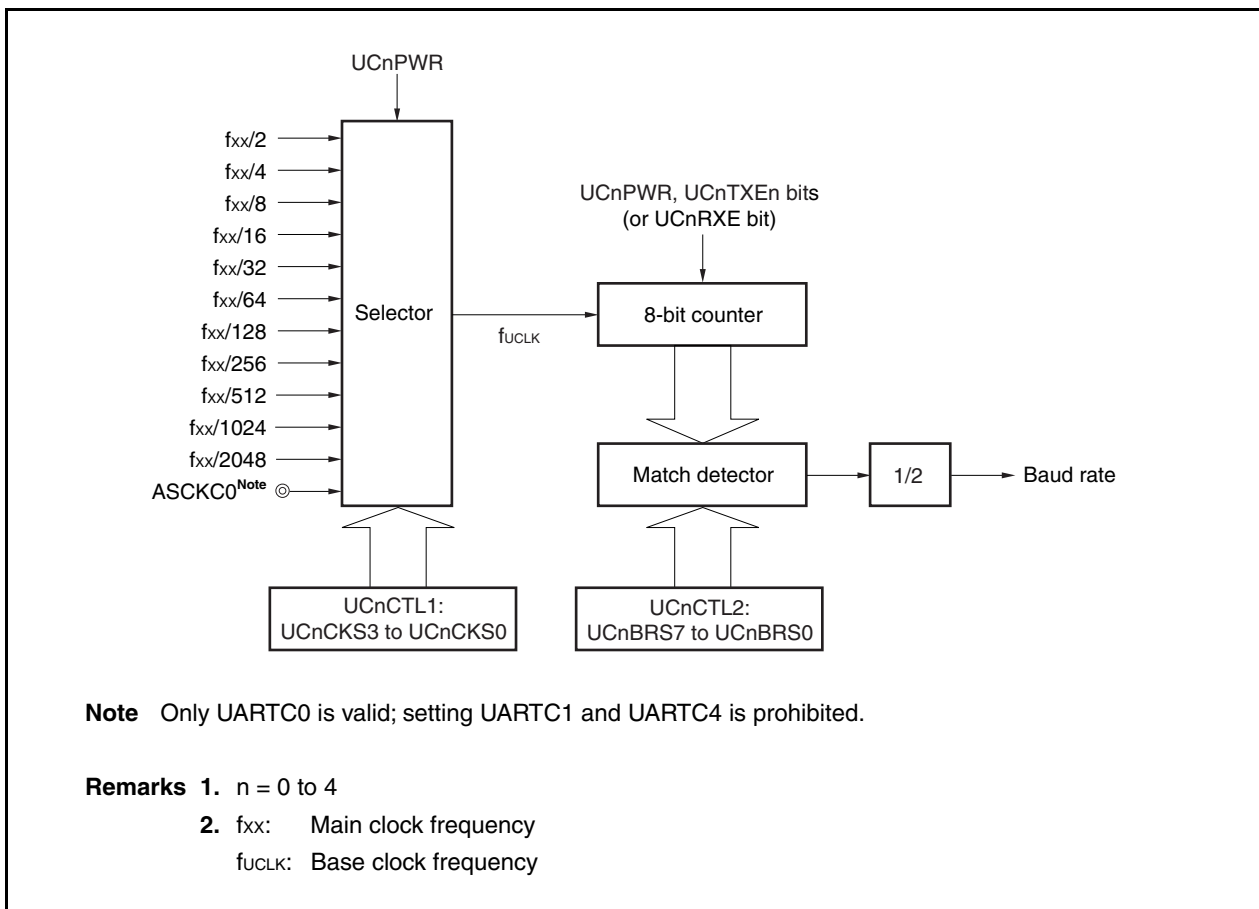 UCnPWR
fxx/2
fxx/4
fxx/8
fxx/16
fxx/32
fxx/64
fxx/128
fxx/256
fxx/512
fxx/1024
fxx/2048
ASCKC0Note
Selector
fUCLK
UCnPWR, UCnTXEn bits
(or UCnRXE bit)
8-bit counter
Match detector
1/2
Baud rate
UCnCTL1:
UCnCKS3 to UCnCKS0
UCnCTL2:
UCnBRS7 to UCnBRS0
Note Only UARTC0 is valid; setting UARTC1 and UARTC4 is prohibited.
Remarks 1. n = 0 to 4
2. fxx: Main clock frequency
fUCLK: Base clock frequency